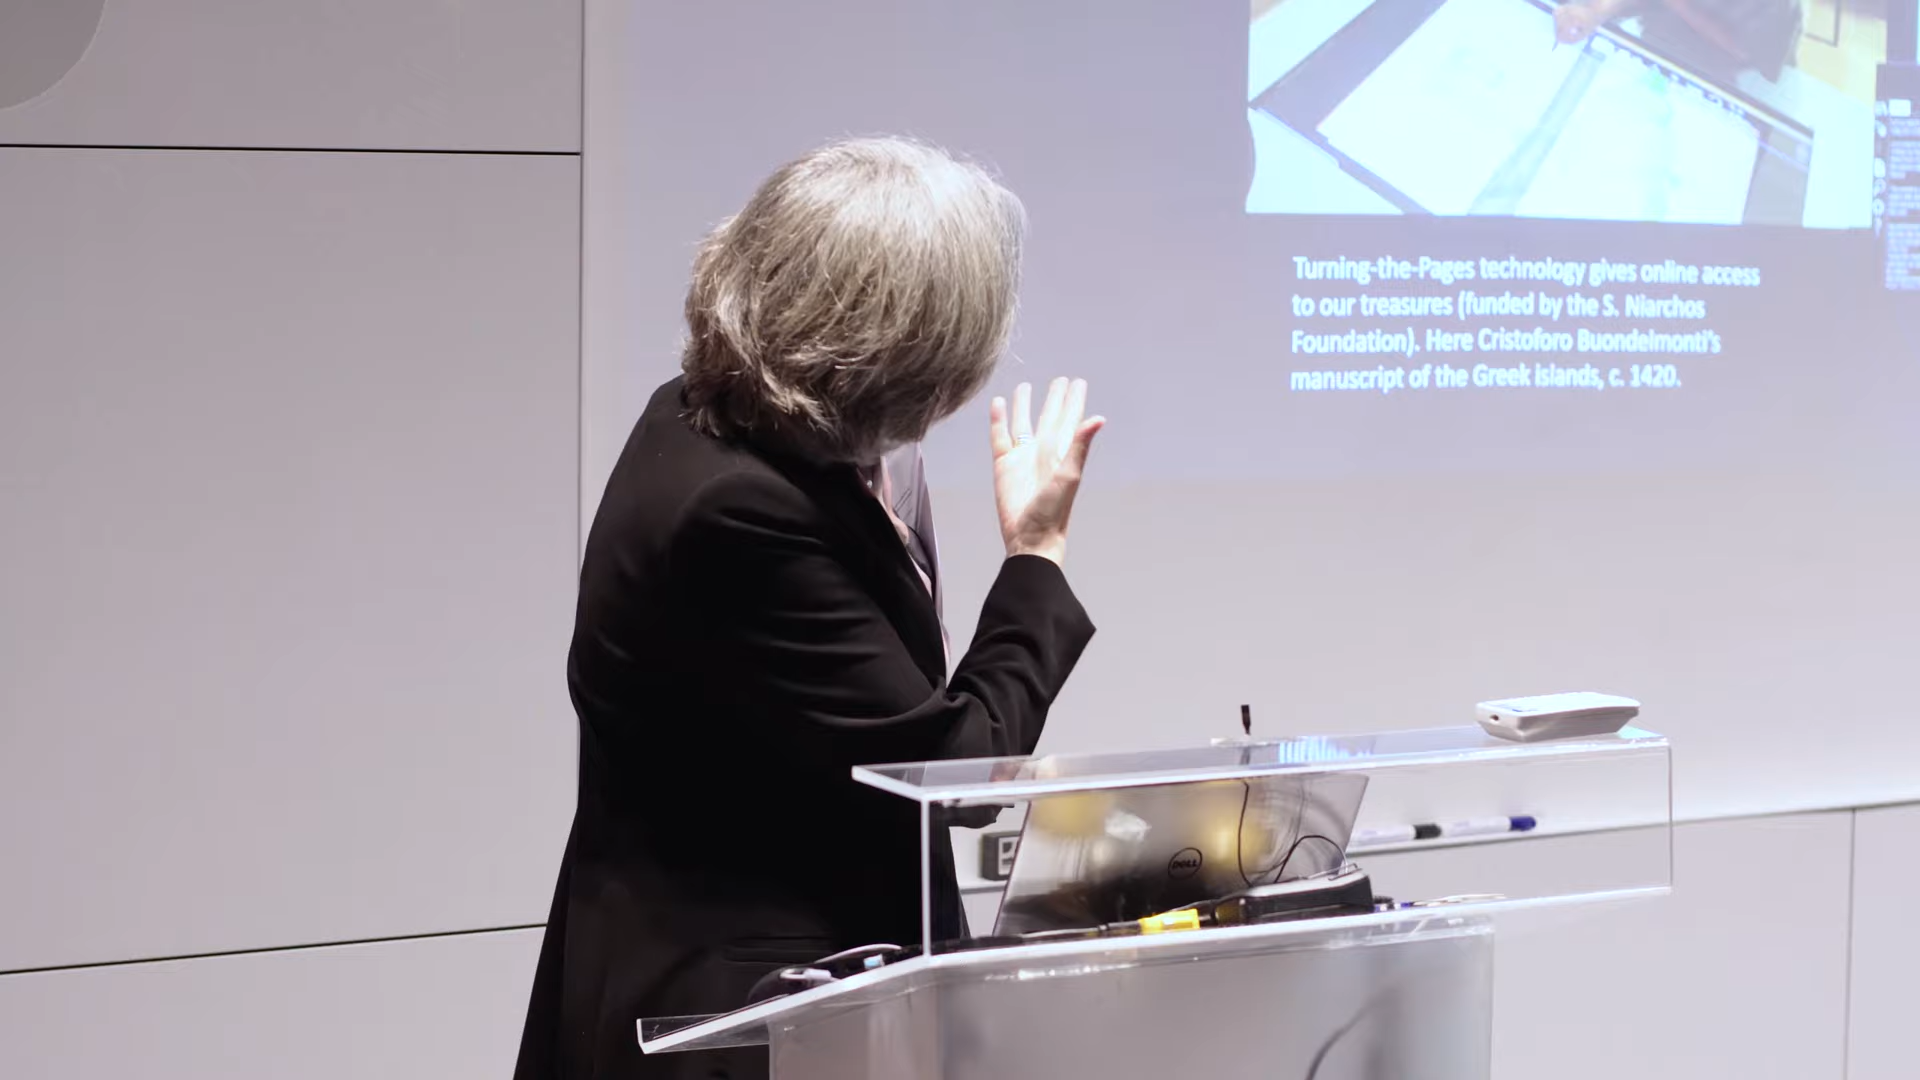 Turning-the-Pages technology gives online access
to our treasures (funded by the S. Niarchos
Foundation). Here Cristoforo Buondelmonti's
manuscript of the Greek islands, c. 1420.
DELL